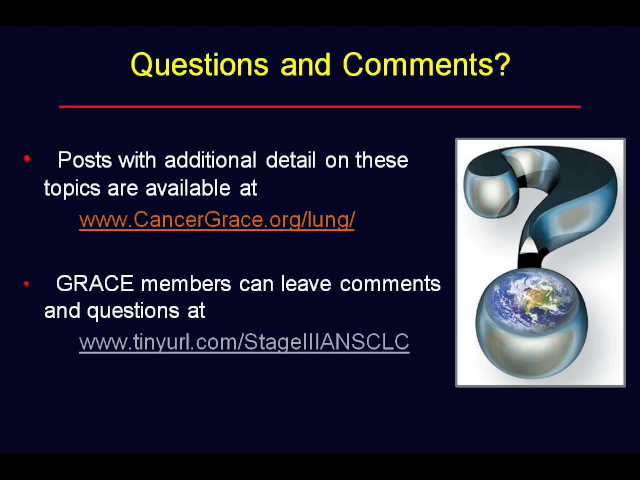 Questions and Comments?
• Posts with additional detail on these
topics are available at
www.CancerGrace.org/lung/
• GRACE members can leave comments
and questions at
www.tinyurl.com/StageIIIANSCLC